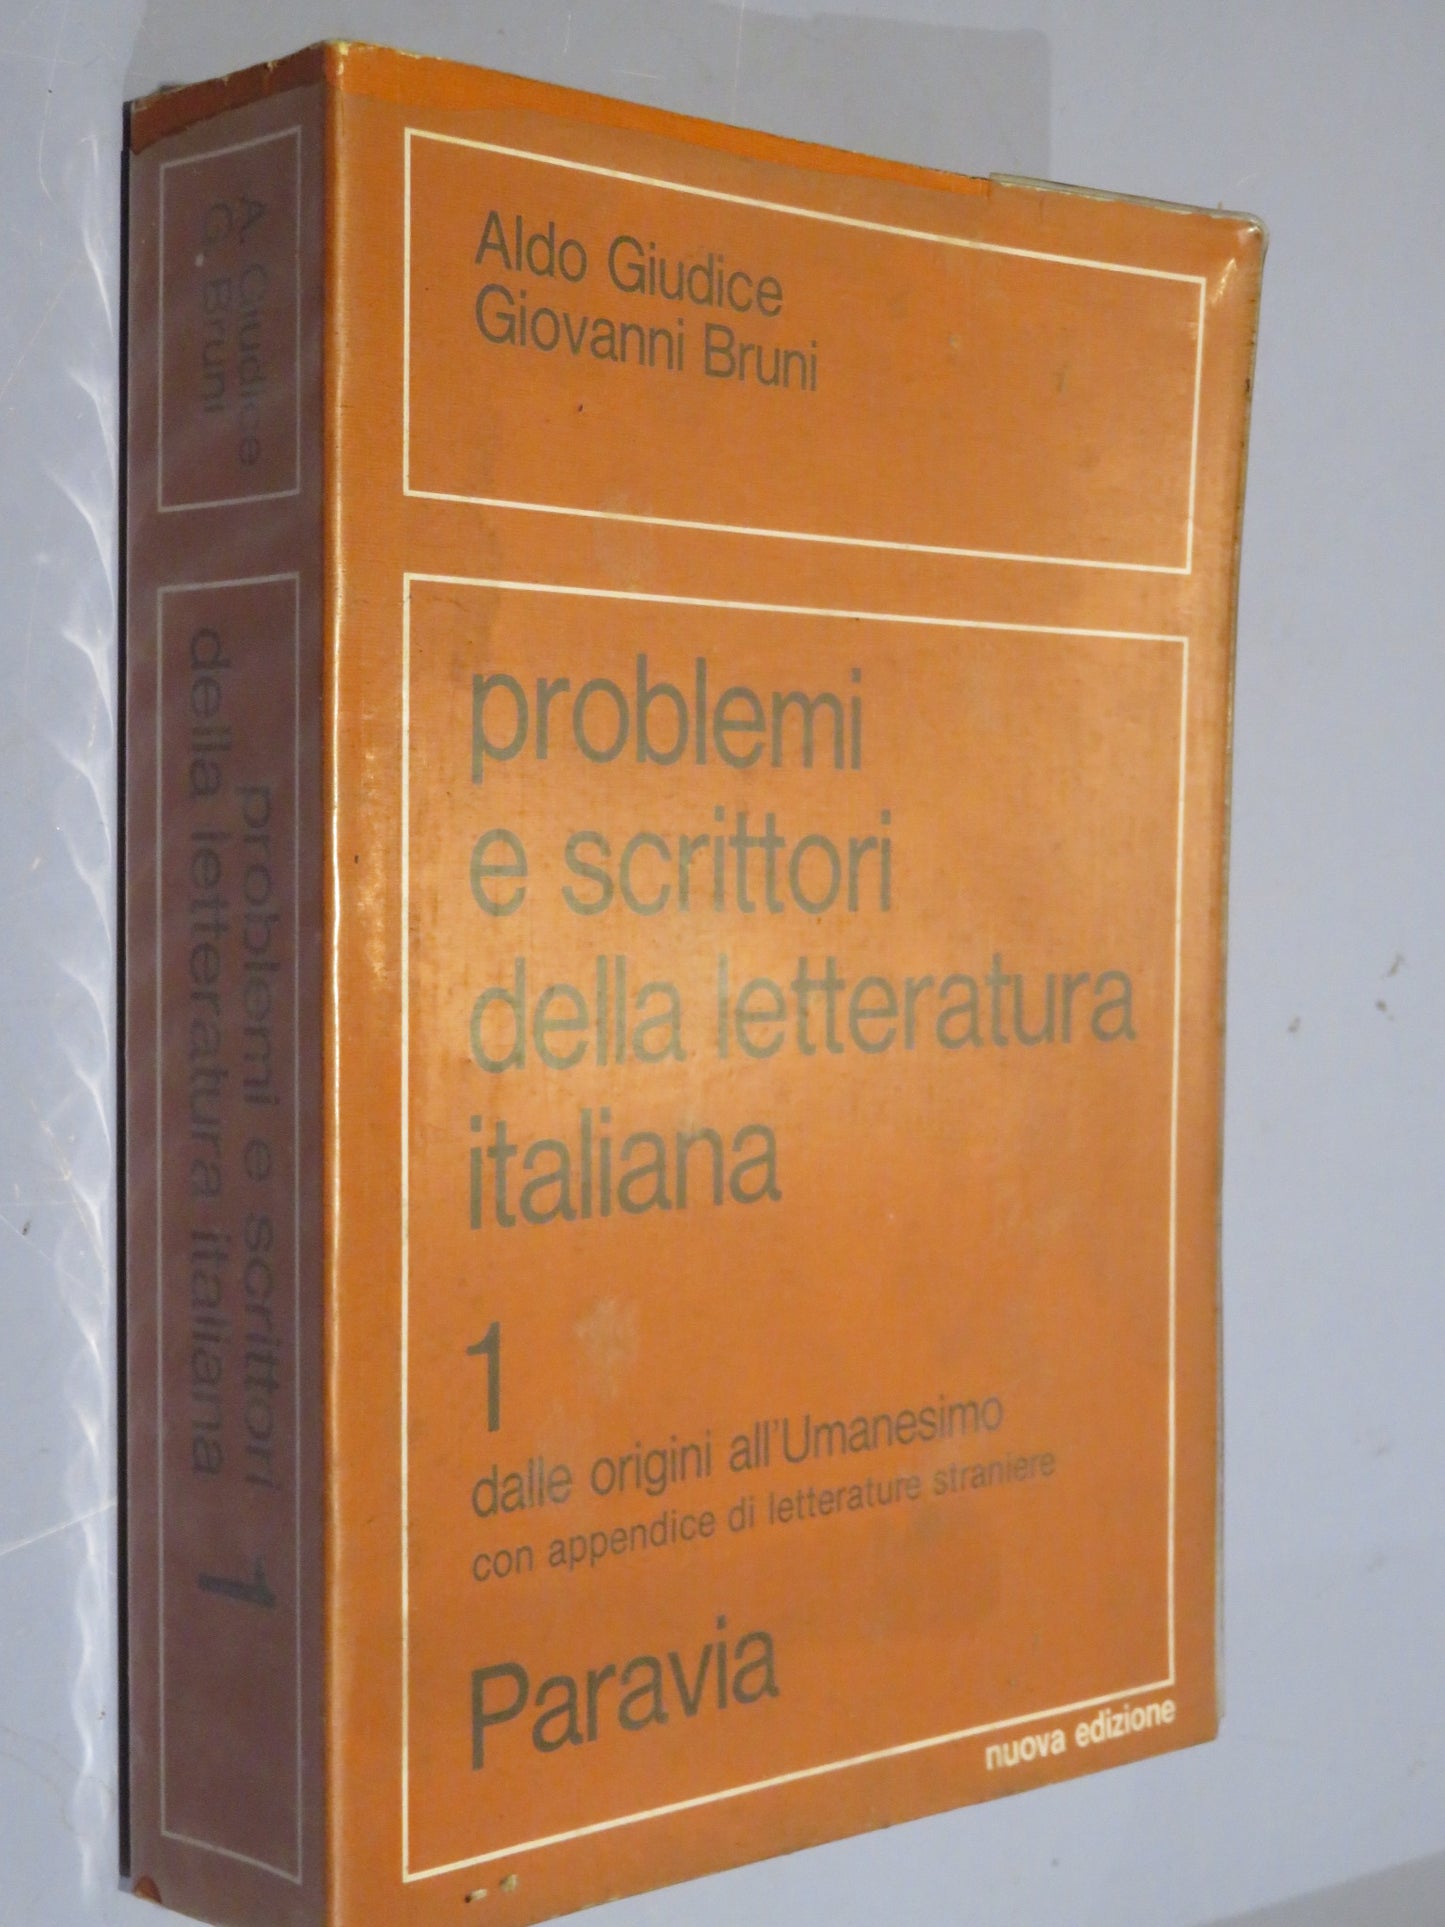 A. Giudice
G. Bruni
problemi e scrittori
della letteratura italiana
1
Aldo Giudice
Giovanni Bruni
problemi
e scrittori
della letteratura
italiana
1
dalle origini all'Umanesimo
con appendice di letterature straniere
Paravia
nuova edizione